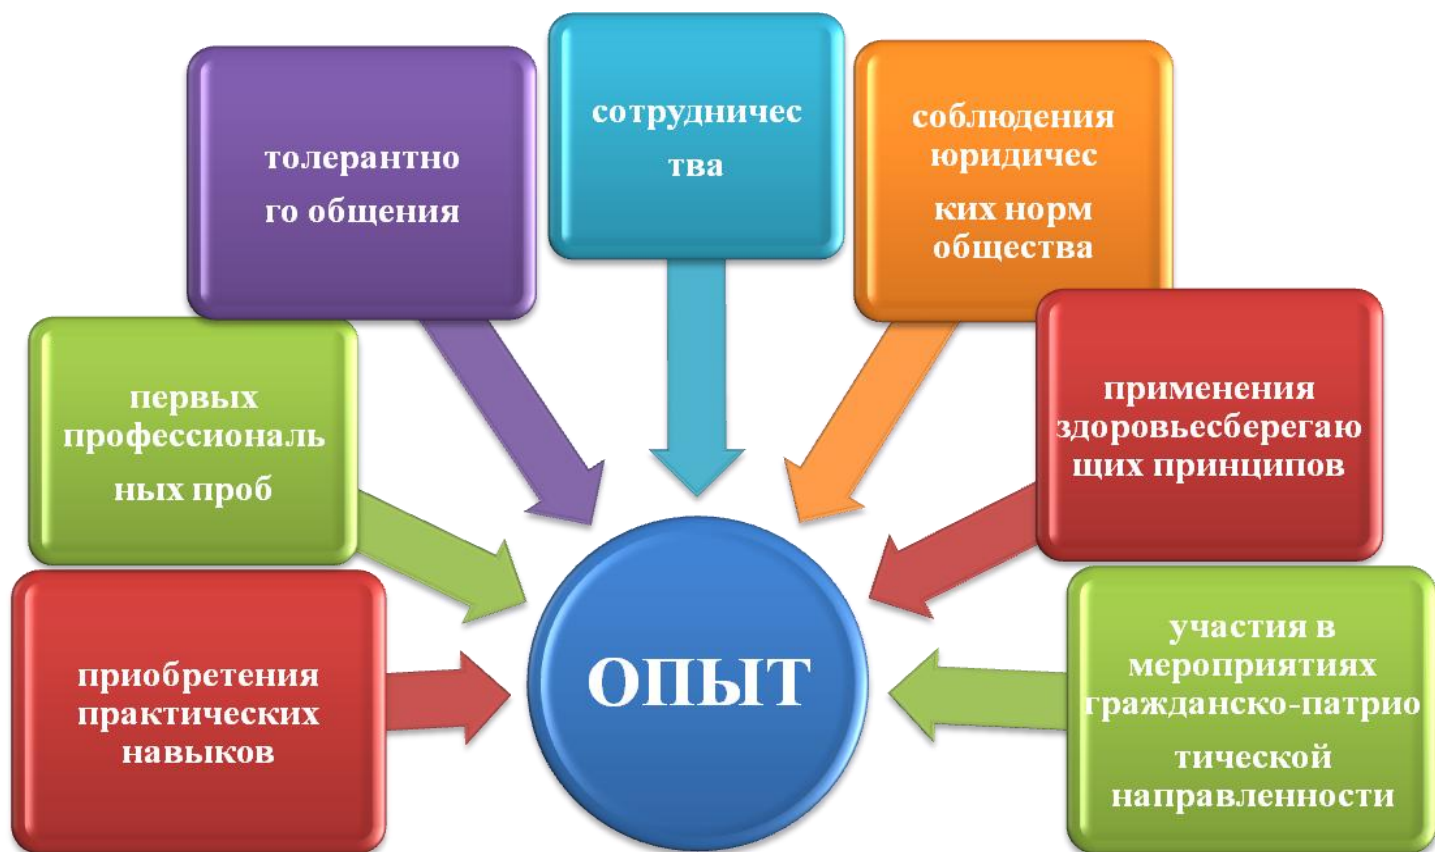 приобретения
практических
навыков
первых
профессиональ
ных проб
толерантно
го общения
сотрудничес
тва
соблюдения
юридичес
ких норм
общества
применения
здоровьесберегаю
щих принципов
участия в
мероприятиях
гражданско-патрио
тической
направленности
ОПЫТ